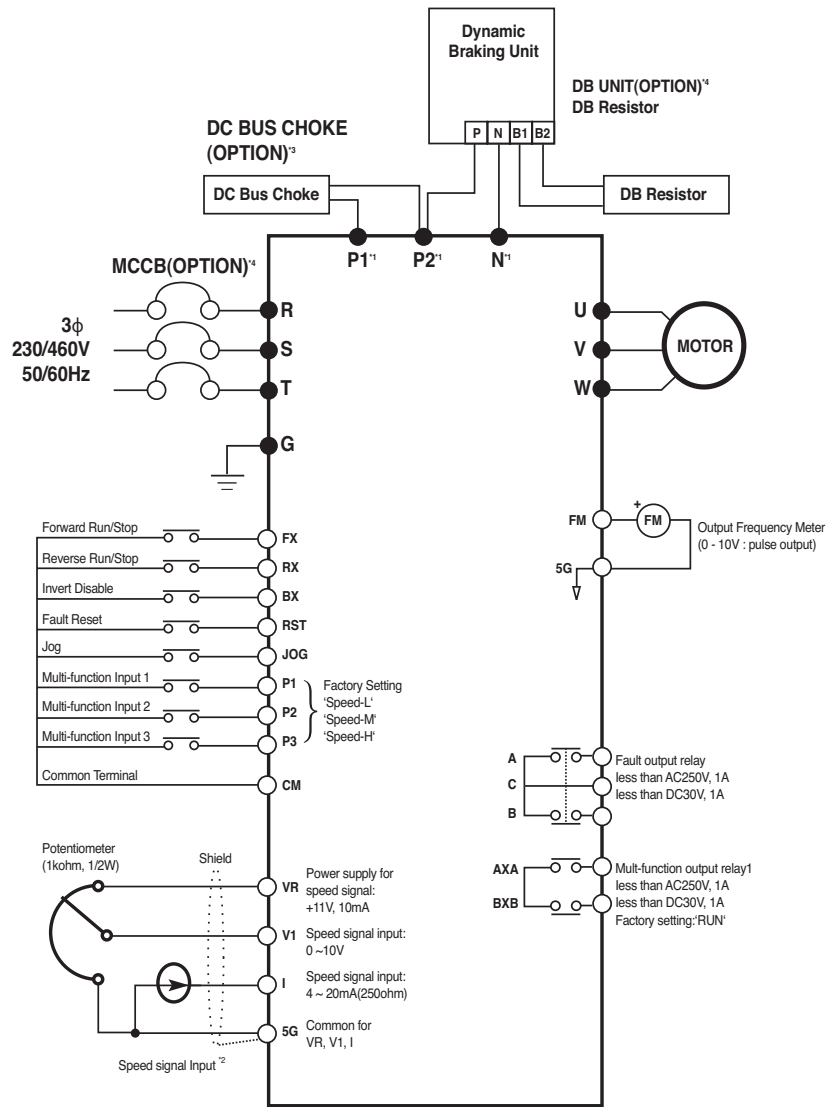 Dynamic
Braking Unit
DB UNIT(OPTION)*4
DB Resistor
P N B1 B2
DC BUS CHOKE
(OPTION)*3
DC Bus Choke
DB Resistor
P1*1 P2*1 N*1
MCCB(OPTION)*4
3ϕ
230/460V
50/60Hz
R
S
T
G
U
V
W
MOTOR
Forward Run/Stop FX
Reverse Run/Stop RX
Invert Disable BX
Fault Reset RST
Jog JOG
Multi-function Input 1 P1
Multi-function Input 2 P2
Multi-function Input 3 P3
Factory Setting
‘Speed-L‘
‘Speed-M‘
‘Speed-H‘
Common Terminal CM
FM + FM
Output Frequency Meter
(0 - 10V : pulse output)
5G
A
C
B
Fault output relay
less than AC250V, 1A
less than DC30V, 1A
AXA
BXB
Mult-function output relay1
less than AC250V, 1A
less than DC30V, 1A
Factory setting:‘RUN‘
Potentiometer
(1kohm, 1/2W)
Shield
VR
Power supply for
speed signal:
+11V, 10mA
V1
Speed signal input:
0 ~10V
I
Speed signal input:
4 ~ 20mA(250ohm)
5G
Common for
VR, V1, I
Speed signal Input *2